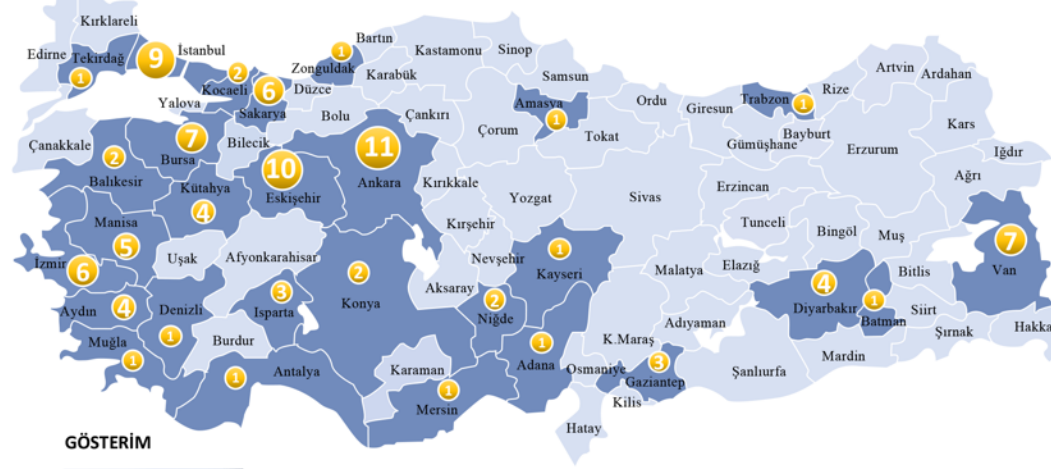 Kırklareli
Edirne
Tekirdağ
1
9
İstanbul
2
Kocaeli
6
Sakarya
Düzce
1
Zonguldak
Bartın
Karabük
Kastamonu
Sinop
Samsun
Amasya
1
Ordu
Giresun
Trabzon
1
Rize
Artvin
Ardahan
Kars
Iğdır
Ağrı
Erzurum
Bayburt
Gümüşhane
Tokat
Çorum
Çankırı
Bolu
Yalova
Çanakkale
7
Bursa
Bilecik
2
Balıkesir
Kütahya
4
10
Eskişehir
11
Ankara
Kırıkkale
Yozgat
Sivas
Erzincan
Tunceli
Bingöl
Muş
7
Van
Bitlis
Kırşehir
Manisa
5
Uşak
Afyonkarahisar
İzmir
6
Aydın
4
Denizli
1
3
Isparta
2
Konya
Aksaray
Nevşehir
1
Kayseri
2
Niğde
Malatya
Elazığ
4
Diyarbakır
1
Batman
Siirt
Şırnak
Hakka
Mardin
Adıyaman
K.Maraş
3
Gaziantep
Şanlıurfa
Kilis
Osmaniye
Hatay
1
Adana
Karaman
1
Mersin
Antalya
1
Burdur
Muğla
1
GÖSTERİM